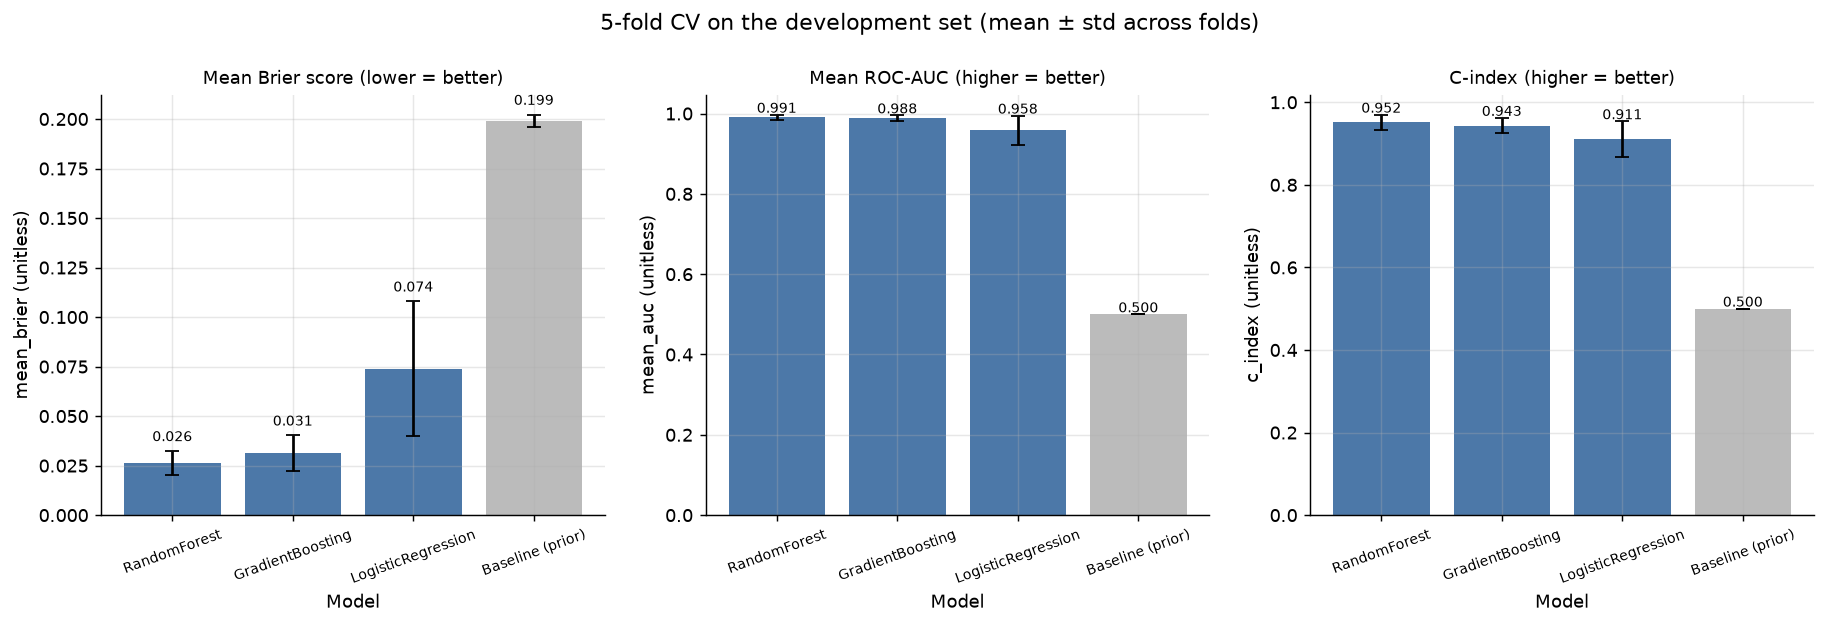 5-fold CV on the development set (mean ± std across folds)
Mean Brier score (lower = better)
mean_brier (unitless)
0.200
0.175
0.150
0.125
0.100
0.075
0.050
0.025
0.000
0.026
0.031
0.074
0.199
RandomForest
GradientBoosting
LogisticRegression
Baseline (prior)
Model
Mean ROC-AUC (higher = better)
mean_auc (unitless)
1.0
0.8
0.6
0.4
0.2
0.0
0.991
0.988
0.958
0.500
RandomForest
GradientBoosting
LogisticRegression
Baseline (prior)
Model
C-index (higher = better)
c_index (unitless)
1.0
0.8
0.6
0.4
0.2
0.0
0.952
0.943
0.911
0.500
RandomForest
GradientBoosting
LogisticRegression
Baseline (prior)
Model